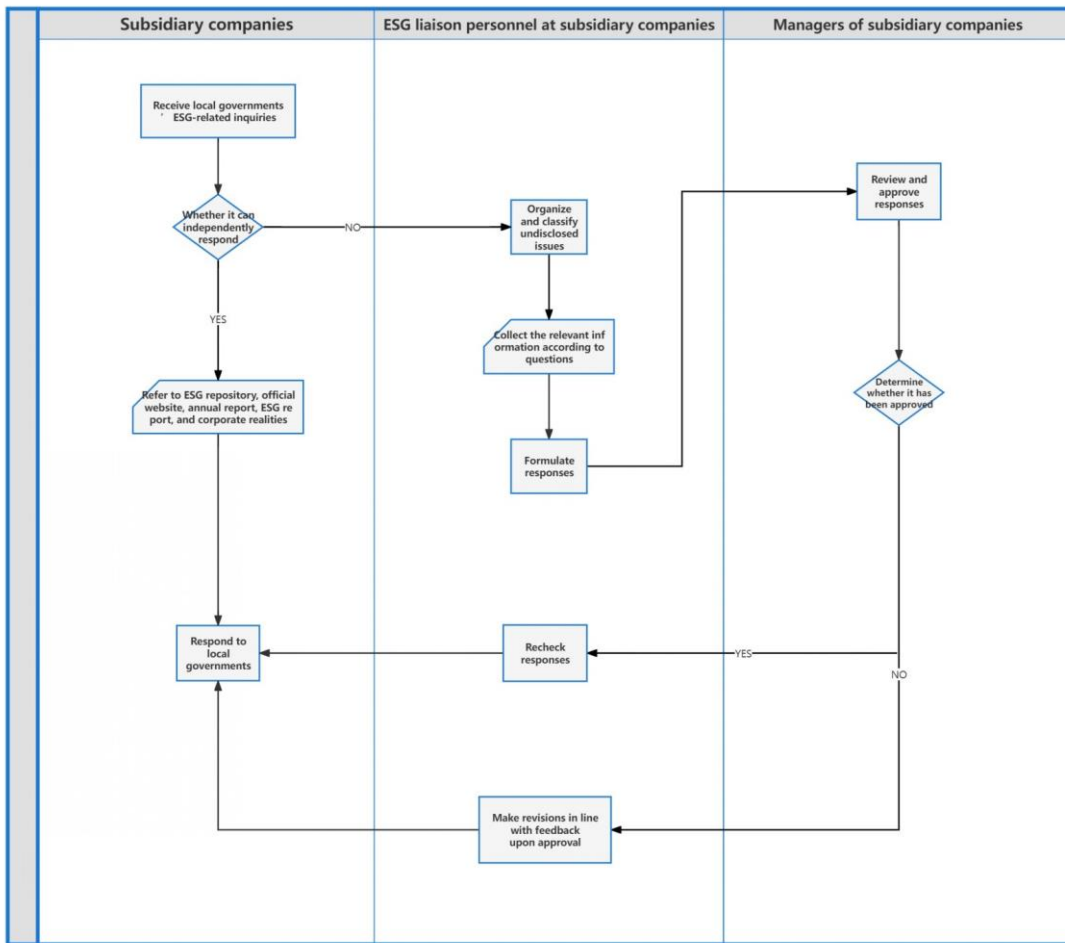 Subsidiary companies
ESG liaison personnel at subsidiary companies
Managers of subsidiary companies
Receive local governments
' ESG-related inquiries
Whether it can
independently
respond
NO
YES
Refer to ESG repository, official
website, annual report, ESG re
port, and corporate realities
Respond to
local
governments
Organize
and classify
undisclosed
issues
Collect the relevant inf
ormation according to
questions
Formulate
responses
Review and
approve
responses
Determine
whether it has
been approved
YES
NO
Recheck
responses
Make revisions in line
with feedback
upon approval